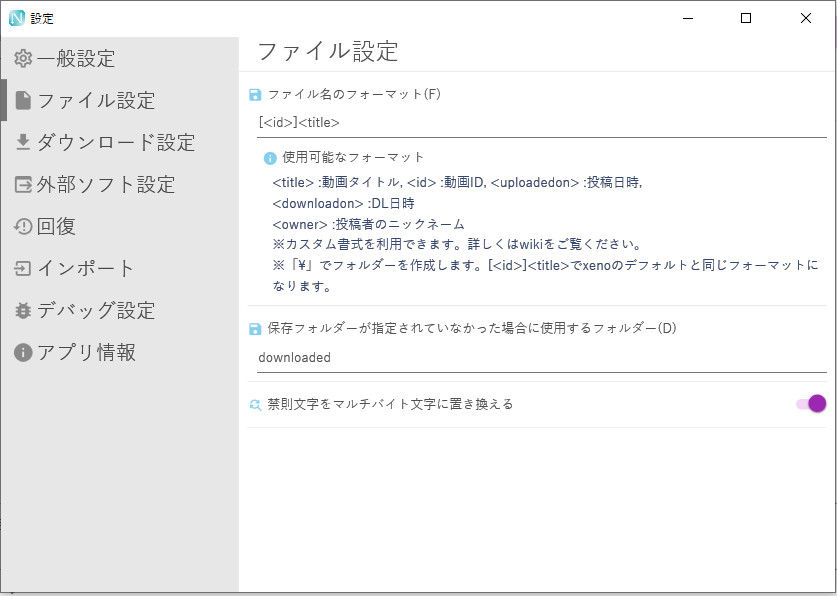 設定
一般設定
ファイル設定
ダウンロード設定
外部ソフト設定
回復
インポート
デバッグ設定
アプリ情報
ファイル設定
ファイル名のフォーマット(F)
[<id>]<title>
使用可能なフォーマット
<title> :動画タイトル, <id> :動画ID, <uploadedon> :投稿日時,
<downloadon> :DL日時
<owner> :投稿者のニックネーム
※カスタム書式を利用できます。詳しくはwikiをご覧ください。
※「¥」でフォルダーを作成します。[<id>]<title>でxenoのデフォルトと同じフォーマットに
なります。
保存フォルダーが指定されていなかった場合に使用するフォルダー(D)
downloaded
禁則文字をマルチバイト文字に置き換える